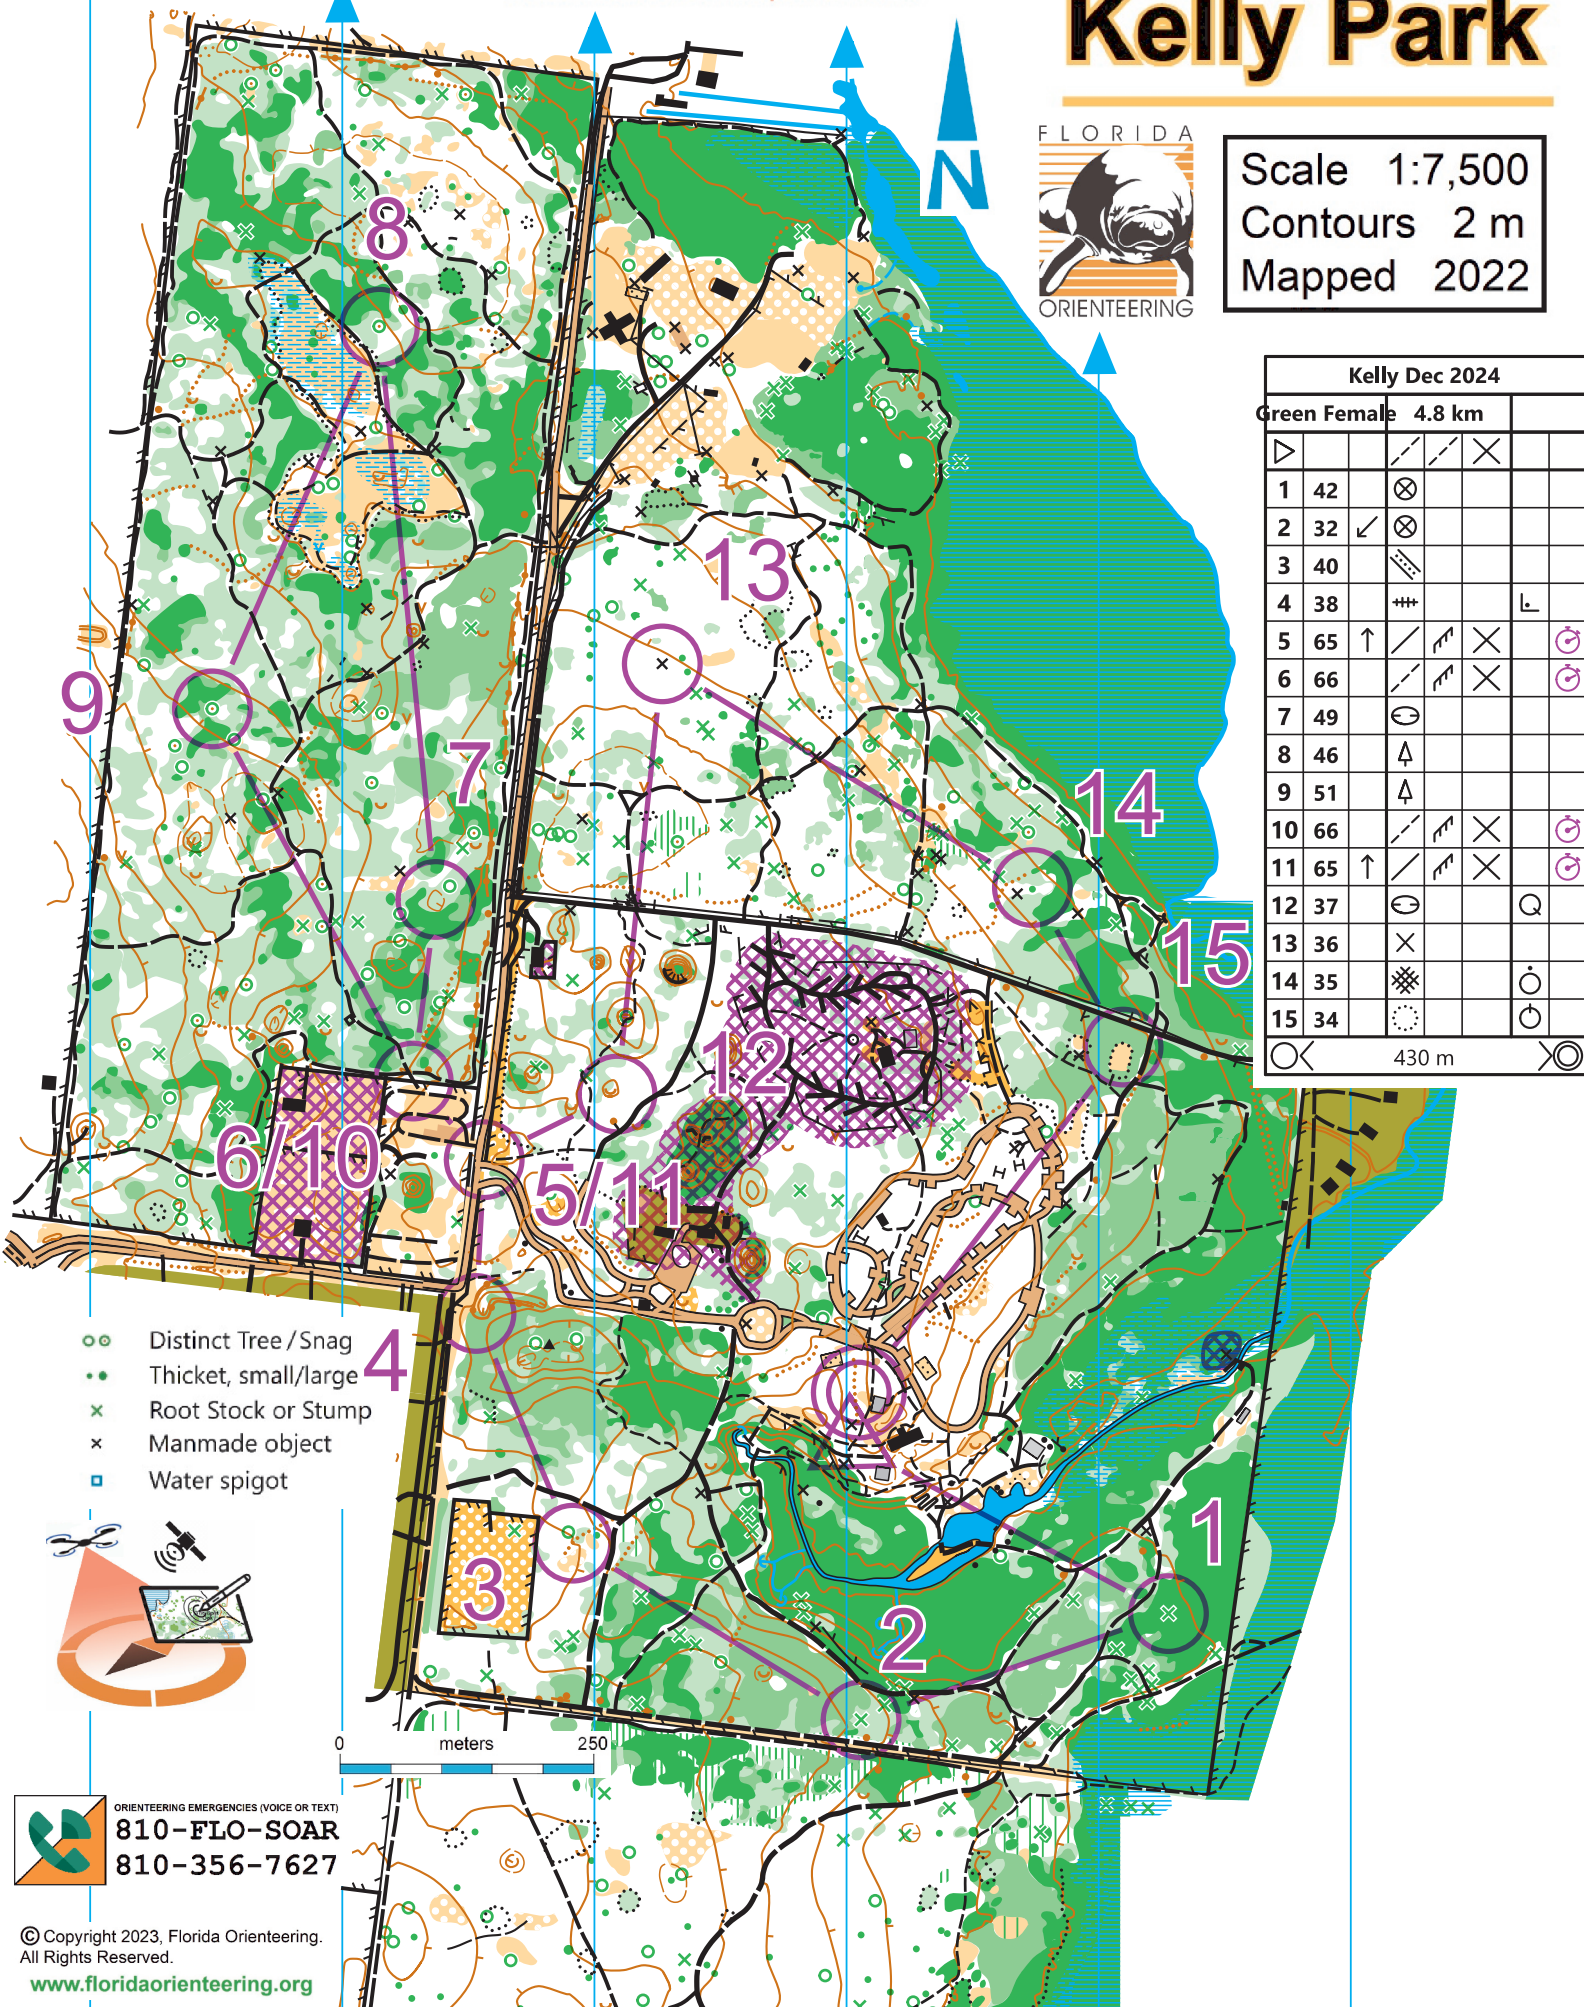 Kelly Park
FLORIDA
ORIENTEERING
N
Scale 1:7,500
Contours 2 m
Mapped 2022
Kelly Dec 2024
Green Female 4.8 km
1 42
2 32
3 40
4 38
5 65
6 66
7 49
8 46
9 51
10 66
11 65
12 37
13 36
14 35
15 34
430 m
8
13
9
7
14
15
12
6/10
5/11
4
1
3
2
Distinct Tree / Snag
Thicket, small/large
Root Stock or Stump
Manmade object
Water spigot
0 meters 250
ORIENTEERING EMERGENCIES (VOICE OR TEXT)
810-FLO-SOAR
810-356-7627
© Copyright 2023, Florida Orienteering.
All Rights Reserved.
www.floridaorienteering.org